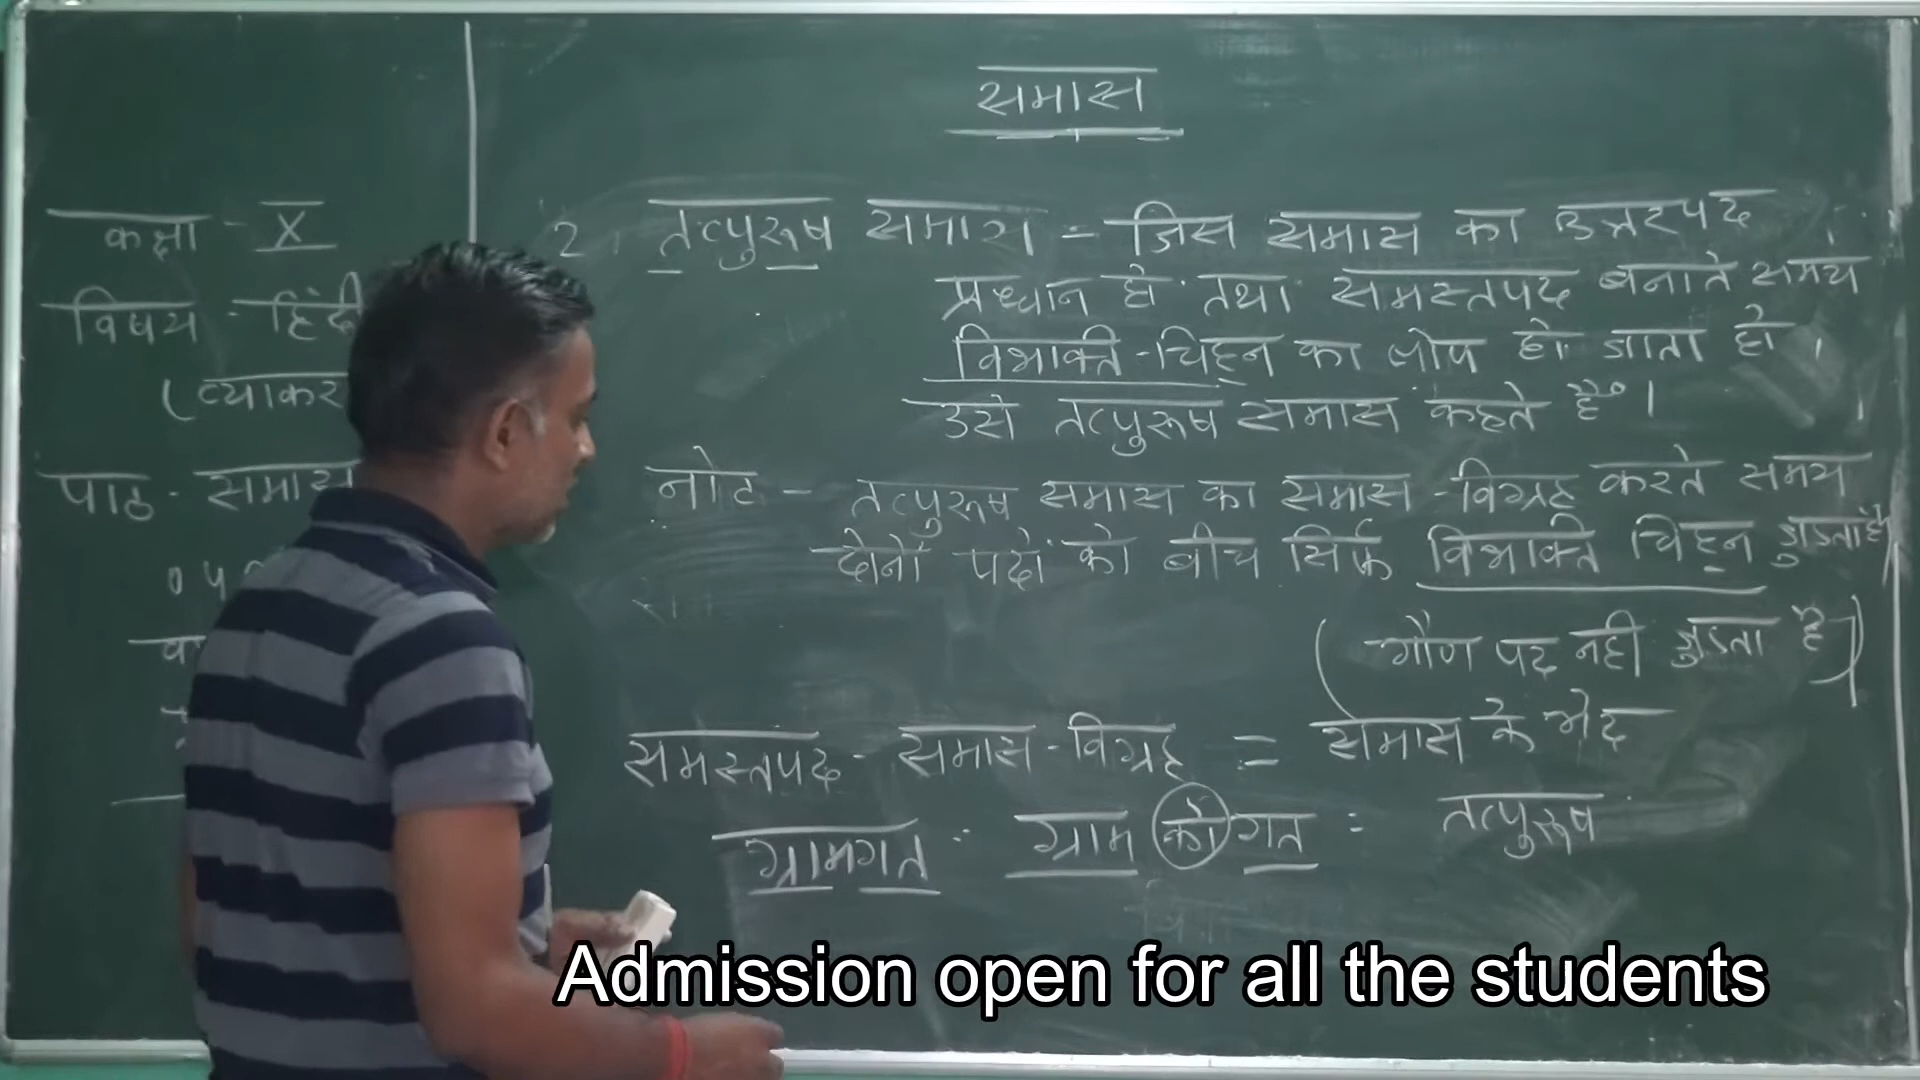 समास
कक्षा - X
विषय - हिंदी
(व्याकर
पाठ - समास
2. तत्पुरूष समास = जिस समास का उत्तरपद
प्रधान हो तथा समस्तपद बनाते समय
विभक्ति-चिह्न का लोप हो जाता हो,
उसे तत्पुरूष समास कहते हैं।
नोट - तत्पुरूष समास का समास-विग्रह करते समय
दोनों पदों को बीच सिर्फ विभक्ति चिह्न जुडता है
(गौण पद नही जुडता है)
समस्तपद - समास-विग्रह = समास के भेद
ग्रामगत = ग्राम को गत = तत्पुरूष
Admission open for all the students